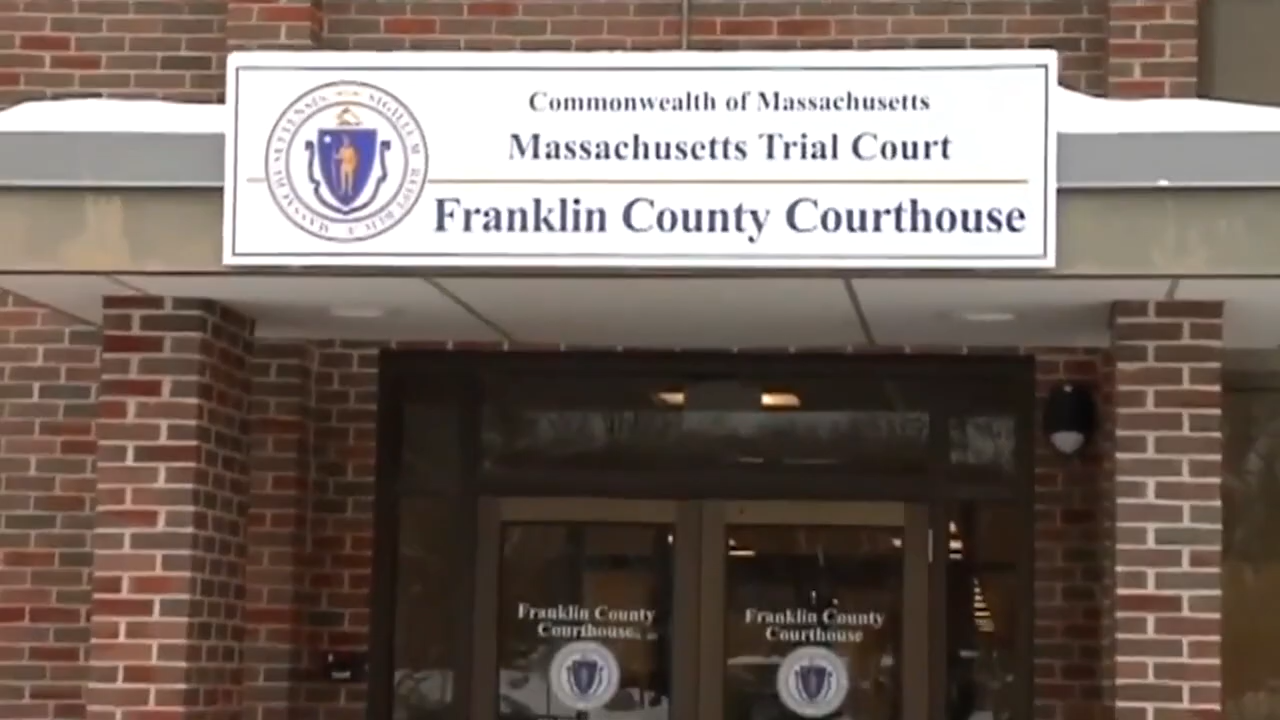 Commonwealth of Massachusetts
Massachusetts Trial Court
Franklin County Courthouse
Franklin County
Courthouse
Franklin County
Courthouse